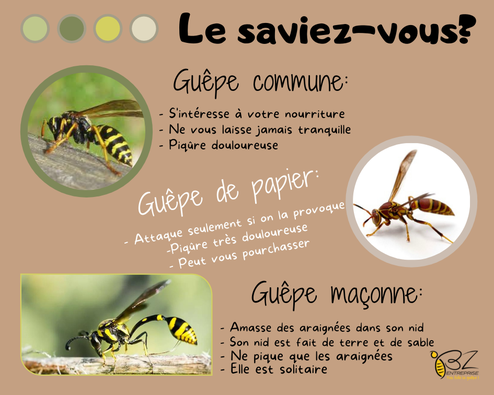 Le saviez-vous?
Guêpe commune:
- S'intéresse à votre nourriture
- Ne vous laisse jamais tranquille
- Piqûre douloureuse
Guêpe de papier:
- Attaque seulement si on la provoque
-Piqûre très douloureuse
- Peut vous pourchasser
Guêpe maçonne:
- Amasse des araignées dans son nid
- Son nid est fait de terre et de sable
- Ne pique que les araignées
- Elle est solitaire
BZ
ENTREPRISE